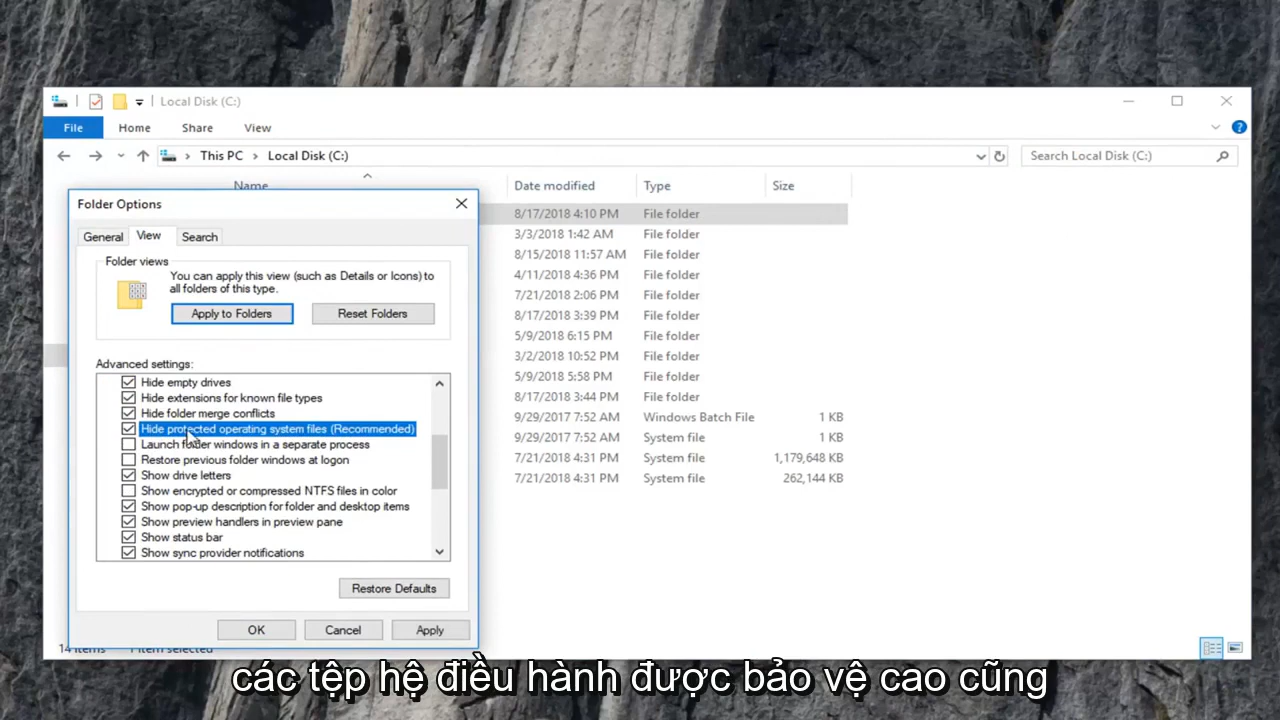 Local Disk (C:)
File
Home
Share
View
This PC
Local Disk (C:)
Search Local Disk (C:)
Name
Date modified
Type
Size
8/17/2018 4:10 PM File folder
3/3/2018 1:42 AM File folder
8/15/2018 11:57 AM File folder
4/11/2018 4:36 PM File folder
7/21/2018 2:06 PM File folder
8/17/2018 3:39 PM File folder
5/9/2018 6:15 PM File folder
3/2/2018 10:52 PM File folder
5/9/2018 5:58 PM File folder
8/17/2018 3:44 PM File folder
9/29/2017 7:52 AM Windows Batch File 1 KB
9/29/2017 7:52 AM System file 1 KB
7/21/2018 4:31 PM System file 1,179,648 KB
7/21/2018 4:31 PM System file 262,144 KB
Folder Options
General
View
Search
Folder views
You can apply this view (such as Details or Icons) to
all folders of this type.
Apply to Folders
Reset Folders
Advanced settings:
Hide empty drives
Hide extensions for known file types
Hide folder merge conflicts
Hide protected operating system files (Recommended)
Launch folder windows in a separate process
Restore previous folder windows at logon
Show drive letters
Show encrypted or compressed NTFS files in color
Show pop-up description for folder and desktop items
Show preview handlers in preview pane
Show status bar
Show sync provider notifications
Restore Defaults
OK
Cancel
Apply
14 items
1 item selected
các tệp hệ điều hành được bảo vệ cao cũng